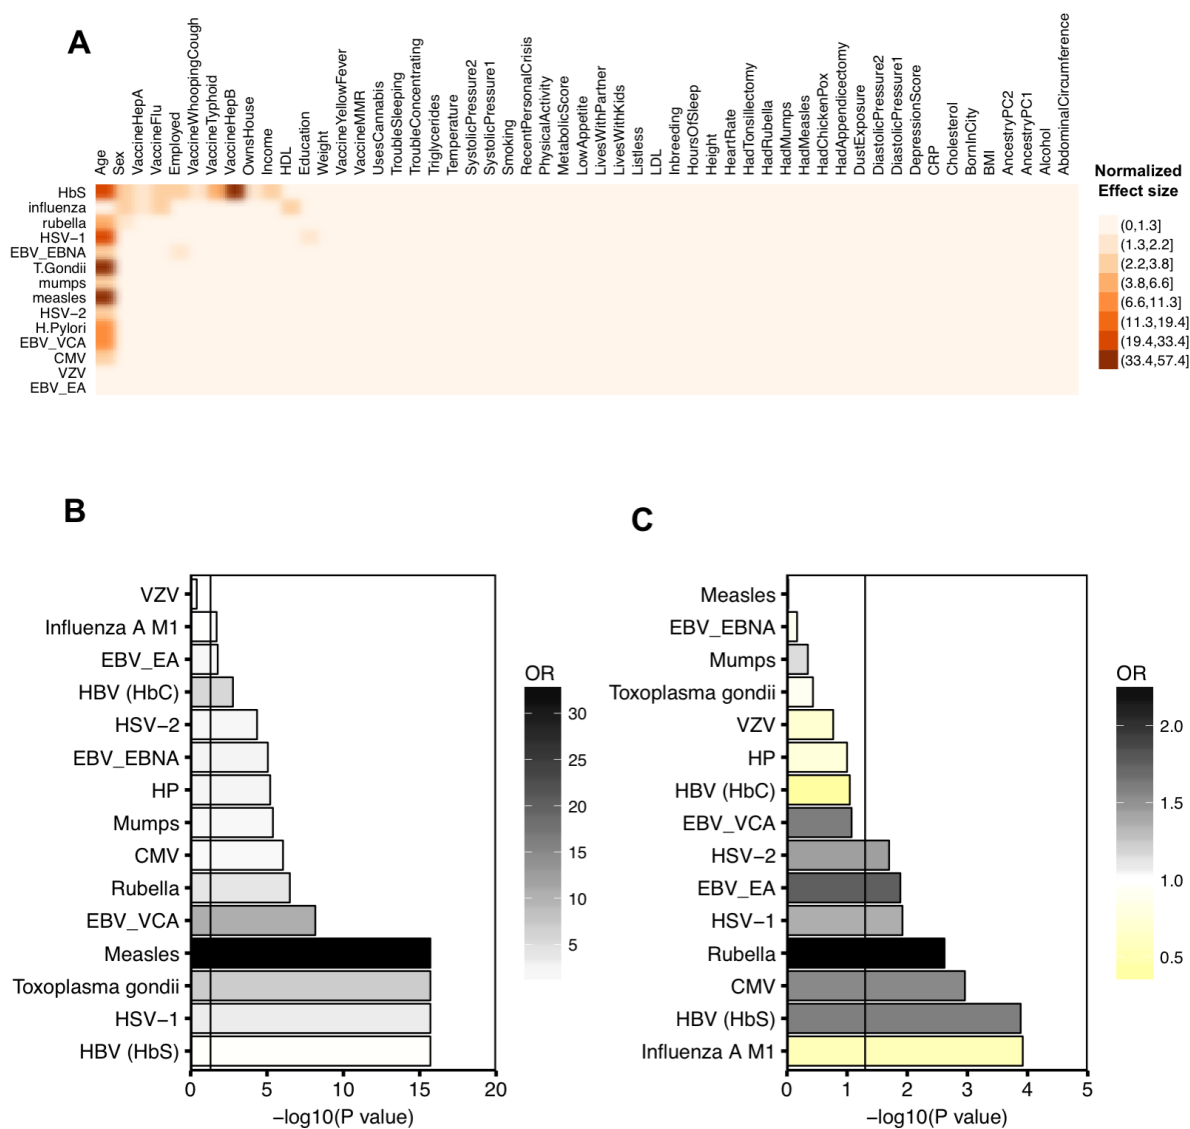 A
Age
Sex
VaccineHepA
VaccineFlu
Employed
VaccineWhoopingCough
VaccineTyphoid
VaccineHepB
OwnsHouse
Income
HDL
Education
Weight
VaccineYellowFever
VaccineMMR
UsesCannabis
TroubleSleeping
TroubleConcentrating
Triglycerides
Temperature
SystolicPressure2
SystolicPressure1
Smoking
RecentPersonalCrisis
PhysicalActivity
MetabolicScore
LowAppetite
LivesWithPartner
LivesWithKids
Listless
LDL
Inbreeding
HoursOfSleep
Height
HeartRate
HadTonsillectomy
HadRubella
HadMumps
HadMeasles
HadChickenPox
HadAppendicectomy
DustExposure
DiastolicPressure2
DiastolicPressure1
DepressionScore
CRP
Cholesterol
BornInCity
BMI
AncestryPC2
AncestryPC1
Alcohol
AbdominalCircumference
HbS
influenza
rubella
HSV-1
EBV_EBNA
T.Gondii
mumps
measles
HSV-2
H.Pylori
EBV_VCA
CMV
VZV
EBV_EA
Normalized
Effect size
(0,1.3]
(1.3,2.2]
(2.2,3.8]
(3.8,6.6]
(6.6,11.3]
(11.3,19.4]
(19.4,33.4]
(33.4,57.4]
B
VZV
Influenza A M1
EBV_EA
HBV (HbC)
HSV−2
EBV_EBNA
HP
Mumps
CMV
Rubella
EBV_VCA
Measles
Toxoplasma gondii
HSV−1
HBV (HbS)
0 5 10 15 20
−log10(P value)
OR
30
25
20
15
10
5
C
Measles
EBV_EBNA
Mumps
Toxoplasma gondii
VZV
HP
HBV (HbC)
EBV_VCA
HSV−2
EBV_EA
HSV−1
Rubella
CMV
HBV (HbS)
Influenza A M1
0 1 2 3 4 5
−log10(P value)
OR
2.0
1.5
1.0
0.5